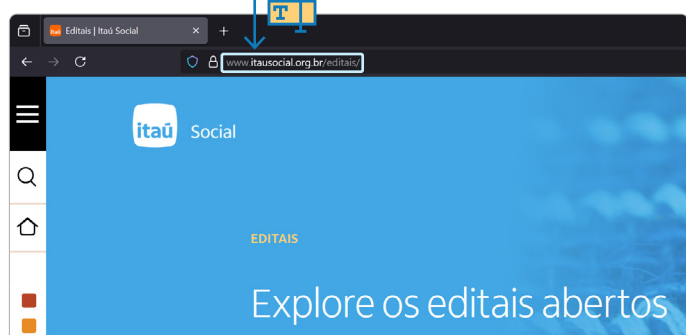 T
Editais | Itaú Social
www.itausocial.org.br/editais/
itaú Social
EDITAIS
Explore os editais abertos